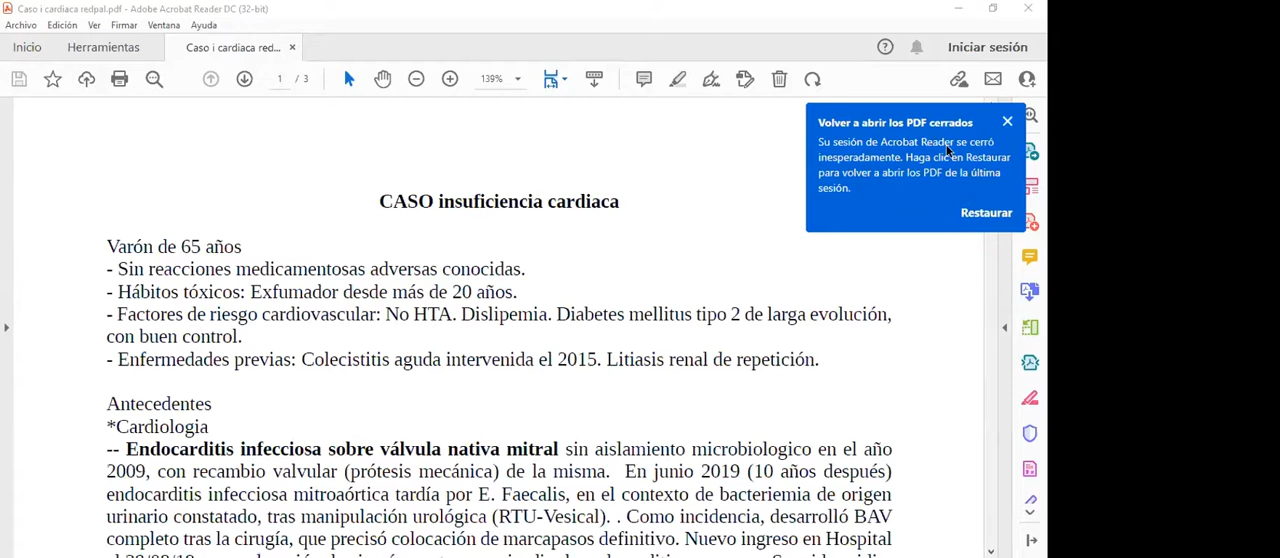 Caso i cardiaca redpal.pdf - Adobe Acrobat Reader DC (32-bit)
Archivo Edición Ver Firmar Ventana Ayuda
Inicio Herramientas Caso i cardiaca red... × Iniciar sesión
1 / 3 139%
Volver a abrir los PDF cerrados
Su sesión de Acrobat Reader se cerró
inesperadamente. Haga clic en Restaurar
para volver a abrir los PDF de la última
sesión.
Restaurar
CASO insuficiencia cardiaca
Varón de 65 años
- Sin reacciones medicamentosas adversas conocidas.
- Hábitos tóxicos: Exfumador desde más de 20 años.
- Factores de riesgo cardiovascular: No HTA. Dislipemia. Diabetes mellitus tipo 2 de larga evolución,
con buen control.
- Enfermedades previas: Colecistitis aguda intervenida el 2015. Litiasis renal de repetición.
Antecedentes
*Cardiologia
-- Endocarditis infecciosa sobre válvula nativa mitral sin aislamiento microbiologico en el año
2009, con recambio valvular (prótesis mecánica) de la misma. En junio 2019 (10 años después)
endocarditis infecciosa mitroaórtica tardía por E. Faecalis, en el contexto de bacteriemia de origen
urinario constatado, tras manipulación urológica (RTU-Vesical). . Como incidencia, desarrolló BAV
completo tras la cirugía, que precisó colocación de marcapasos definitivo. Nuevo ingreso en Hospital